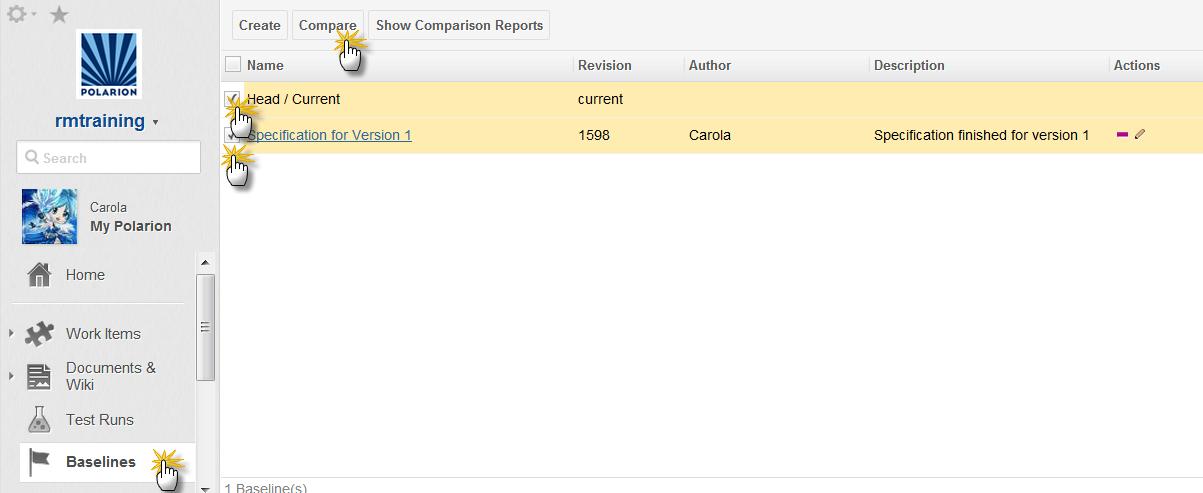 POLARION
rmtraining
Search
Carola
My Polarion
Home
Work Items
Documents &
Wiki
Test Runs
Baselines
Create Compare Show Comparison Reports
Name Revision Author Description Actions
Head / Current current
Specification for Version 1 1598 Carola Specification finished for version 1
1 Baseline(s)